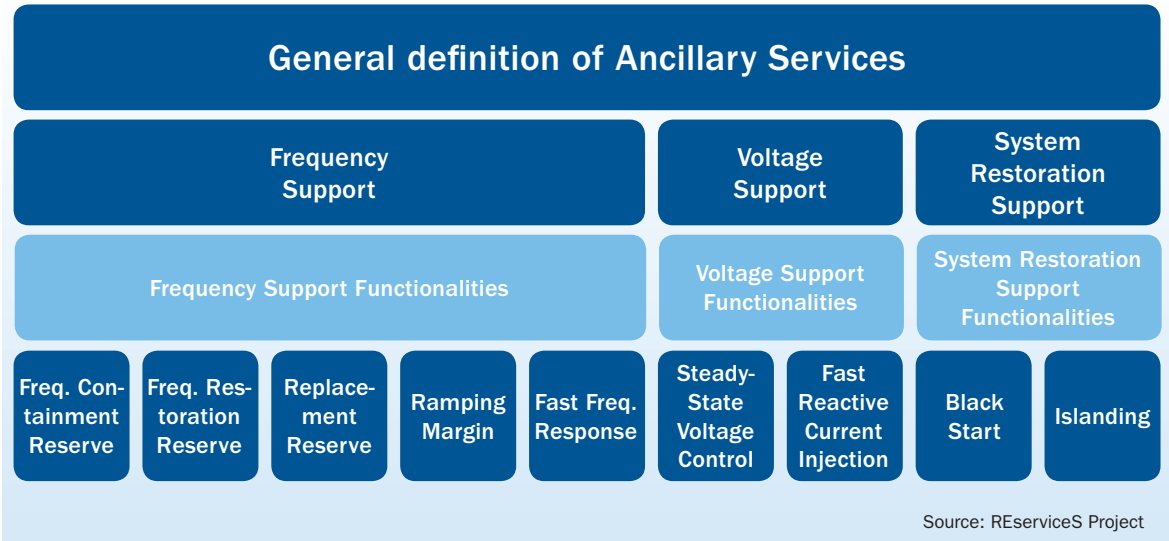 General definition of Ancillary Services
Frequency
Support
Voltage
Support
System
Restoration
Support
Frequency Support Functionalities
Voltage Support
Functionalities
System Restoration
Support
Functionalities
Freq. Con-
tainment
Reserve
Freq. Res-
toration
Reserve
Replace-
ment
Reserve
Ramping
Margin
Fast Freq.
Response
Steady-
State
Voltage
Control
Fast
Reactive
Current
Injection
Black
Start
Islanding
Source: REserviceS Project